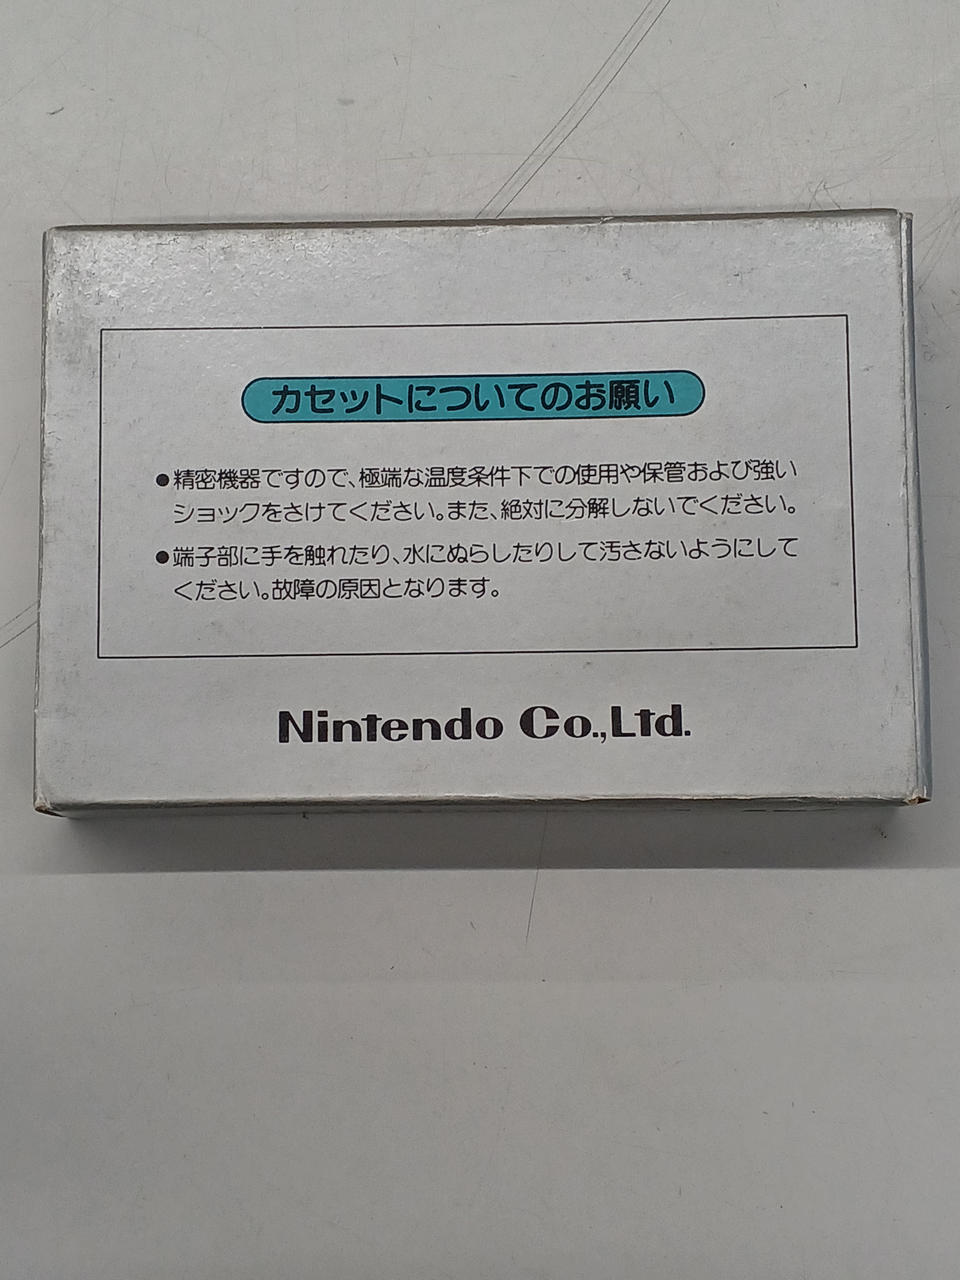 カセットについてのお願い
●精密機器ですので、極端な温度条件下での使用や保管および強い
ショックをさけてください。また、絶対に分解しないでください。
●端子部に手を触れたり、水にぬらしたりして汚さないようにして
ください。故障の原因となります。
Nintendo Co.,Ltd.